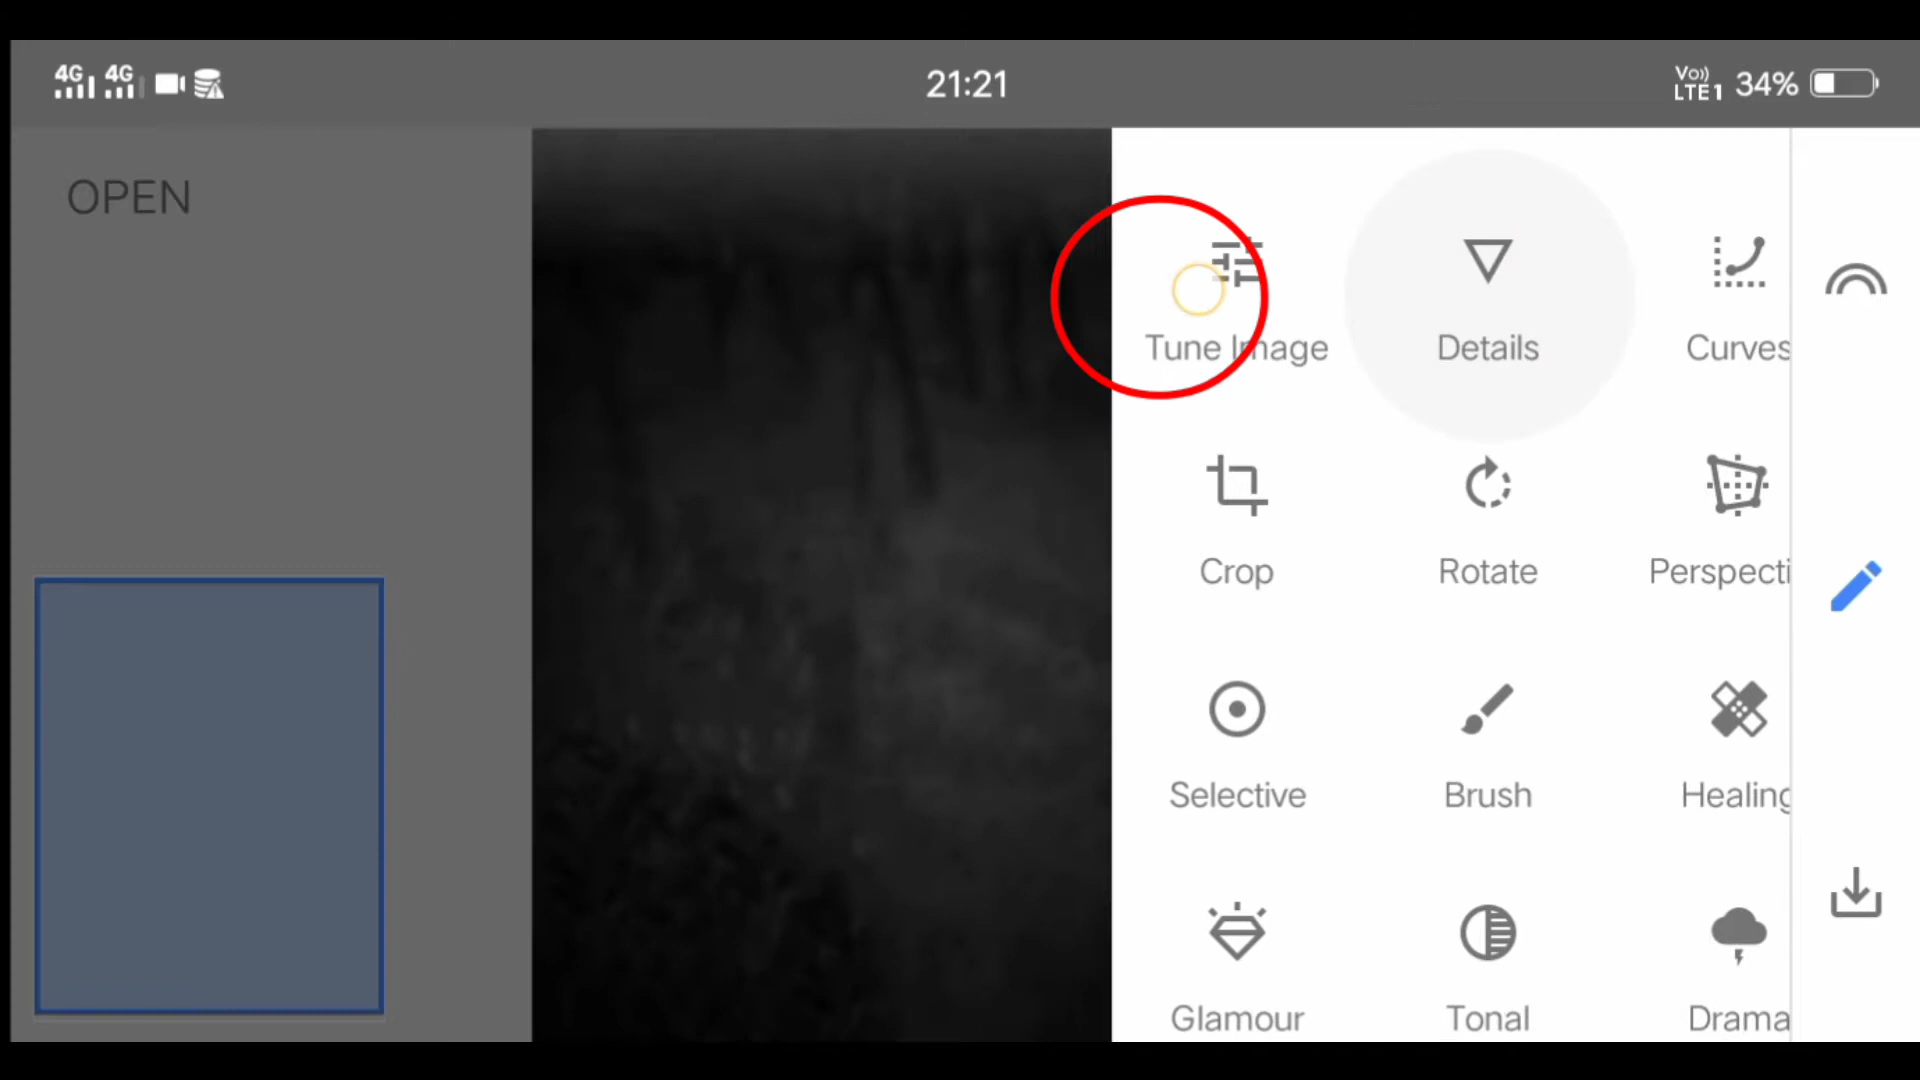 4G 4G 21:21 Vo)) LTE1 34%
OPEN
Tune Image Details Curves
Crop Rotate Perspecti
Selective Brush Healing
Glamour Tonal Drama